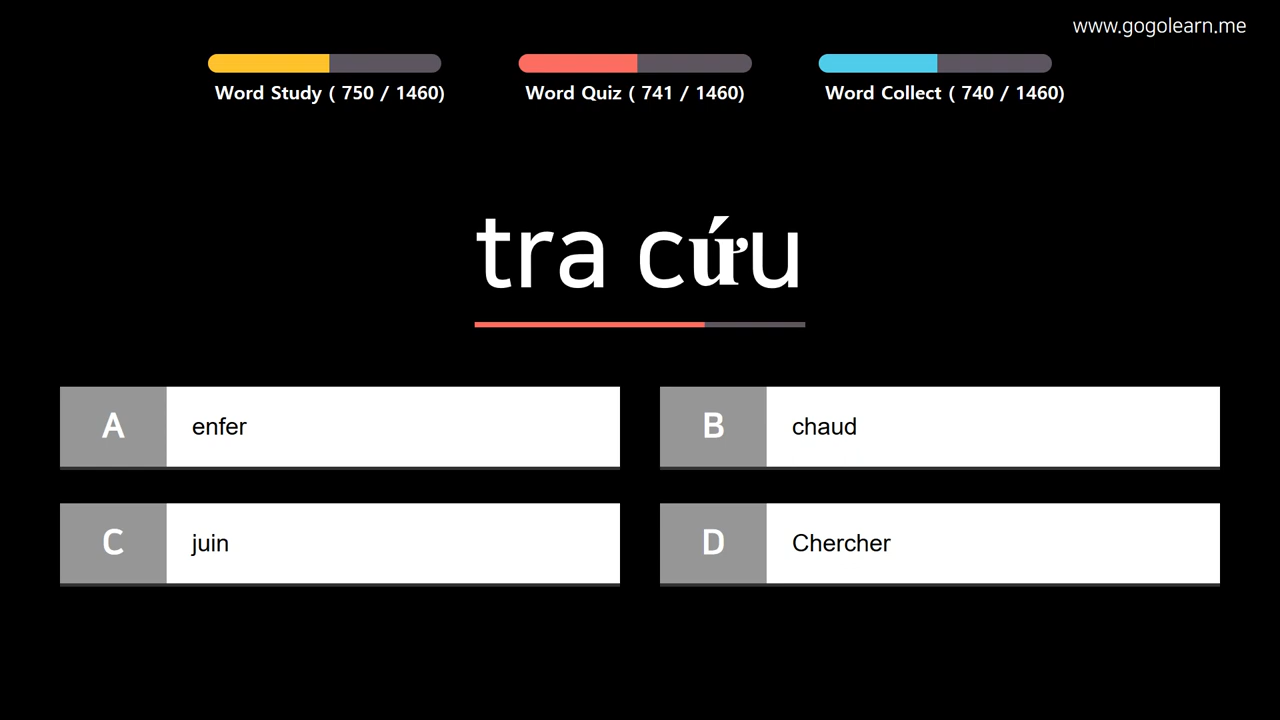 www.gogolearn.me
Word Study ( 750 / 1460)
Word Quiz ( 741 / 1460)
Word Collect ( 740 / 1460)
tra cứu
A enfer
B chaud
C juin
D Chercher